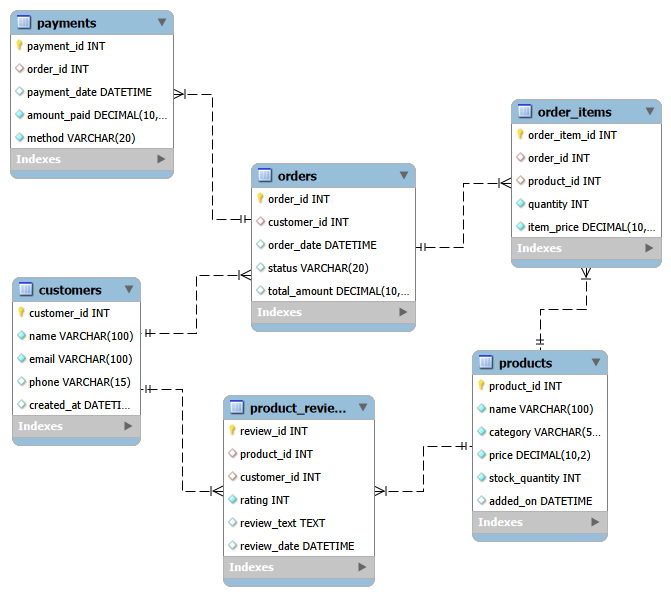 payments
payment_id INT
order_id INT
payment_date DATETIME
amount_paid DECIMAL(10,...
method VARCHAR(20)
Indexes
orders
order_id INT
customer_id INT
order_date DATETIME
status VARCHAR(20)
total_amount DECIMAL(10,...
Indexes
order_items
order_item_id INT
order_id INT
product_id INT
quantity INT
item_price DECIMAL(10,...
Indexes
customers
customer_id INT
name VARCHAR(100)
email VARCHAR(100)
phone VARCHAR(15)
created_at DATETI...
Indexes
product_revie...
review_id INT
product_id INT
customer_id INT
rating INT
review_text TEXT
review_date DATETIME
Indexes
products
product_id INT
name VARCHAR(100)
category VARCHAR(5...
price DECIMAL(10,2)
stock_quantity INT
added_on DATETIME
Indexes